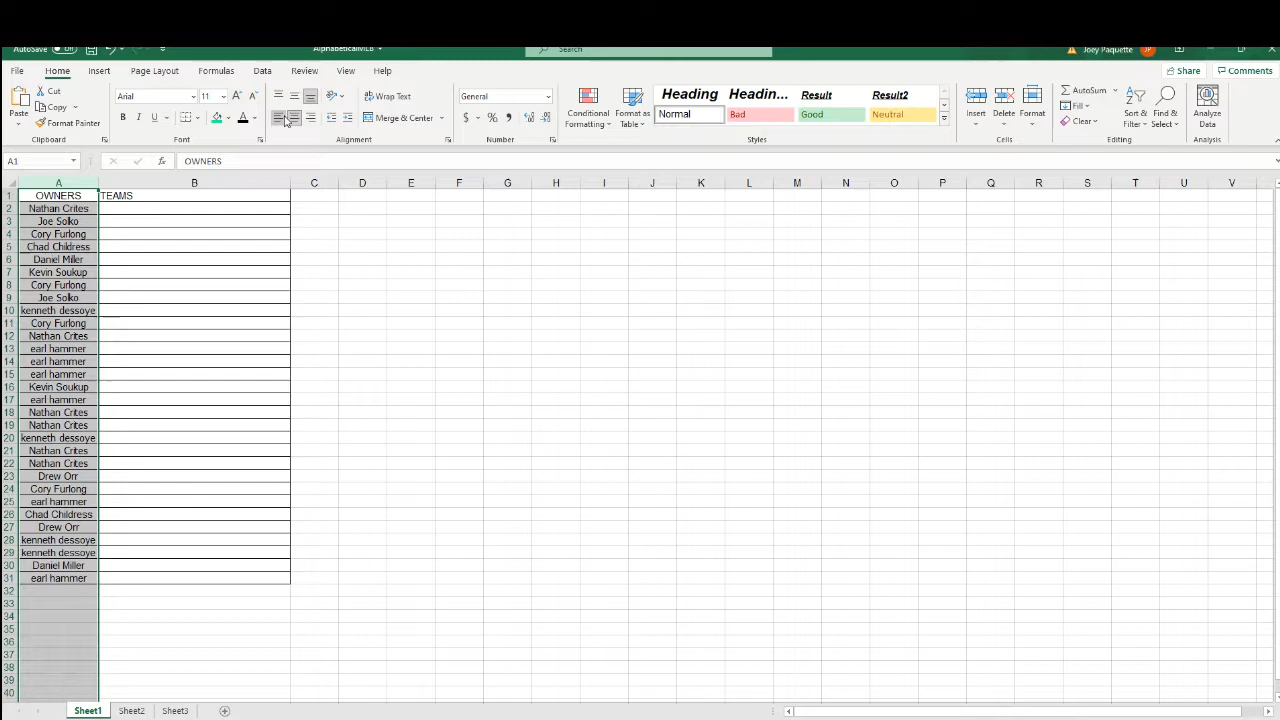 AutoSave Off AlphabeticalMLB Search Joey Paquette JP
File Home Insert Page Layout Formulas Data Review View Help Share Comments
Paste Cut Copy Format Painter Clipboard
Arial 11 A A B I U A Font
Wrap Text Merge & Center Alignment
General $ % , Number
Conditional Formatting Format as Table
Heading Headin... Result Result2
Normal Bad Good Neutral Styles
Insert Delete Format Cells
AutoSum Fill Clear Sort & Filter Find & Select Editing
Analyze Data Analysis
A1 fx OWNERS
A B C D E F G H I J K L M N O P Q R S T U V
1 OWNERS TEAMS
2 Nathan Crites
3 Joe Solko
4 Cory Furlong
5 Chad Childress
6 Daniel Miller
7 Kevin Soukup
8 Cory Furlong
9 Joe Solko
10 kenneth dessoye
11 Cory Furlong
12 Nathan Crites
13 earl hammer
14 earl hammer
15 earl hammer
16 Kevin Soukup
17 earl hammer
18 Nathan Crites
19 Nathan Crites
20 kenneth dessoye
21 Nathan Crites
22 Nathan Crites
23 Drew Orr
24 Cory Furlong
25 earl hammer
26 Chad Childress
27 Drew Orr
28 kenneth dessoye
29 kenneth dessoye
30 Daniel Miller
31 earl hammer
32
33
34
35
36
37
38
39
40
Sheet1 Sheet2 Sheet3